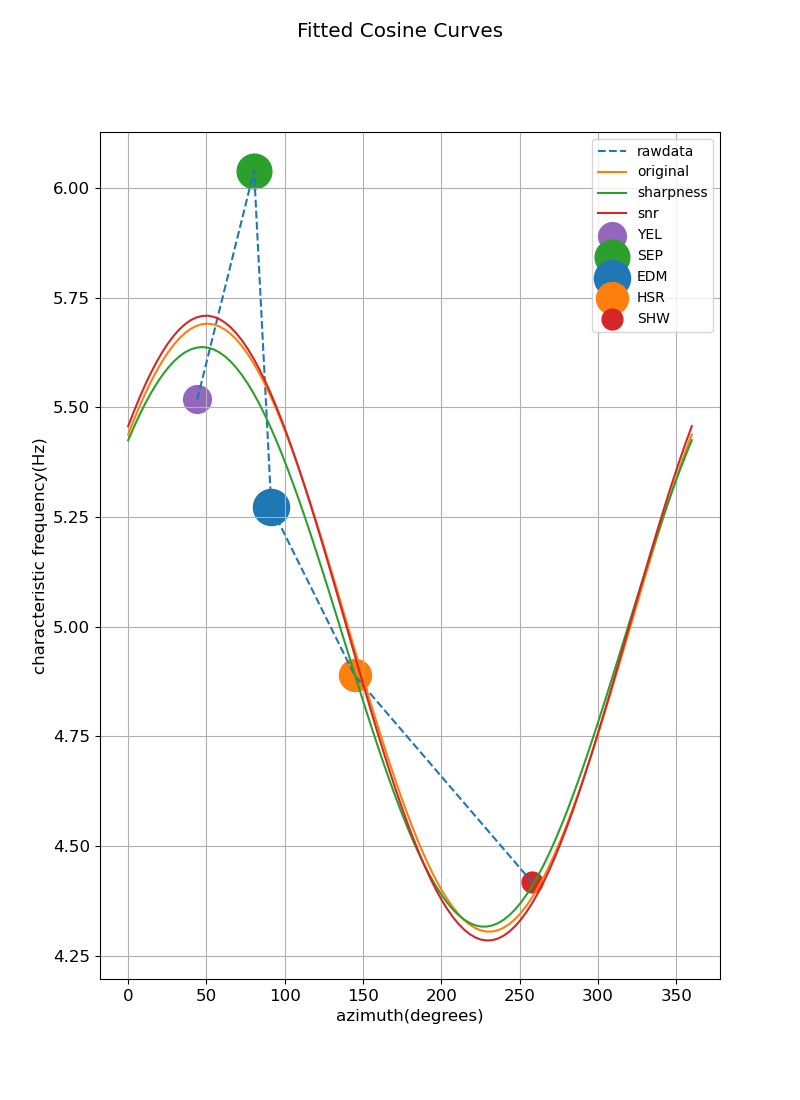 Fitted Cosine Curves
rawdata
original
sharpness
snr
YEL
SEP
EDM
HSR
SHW
6.00
5.75
5.50
5.25
5.00
4.75
4.50
4.25
characteristic frequency(Hz)
0 50 100 150 200 250 300 350
azimuth(degrees)